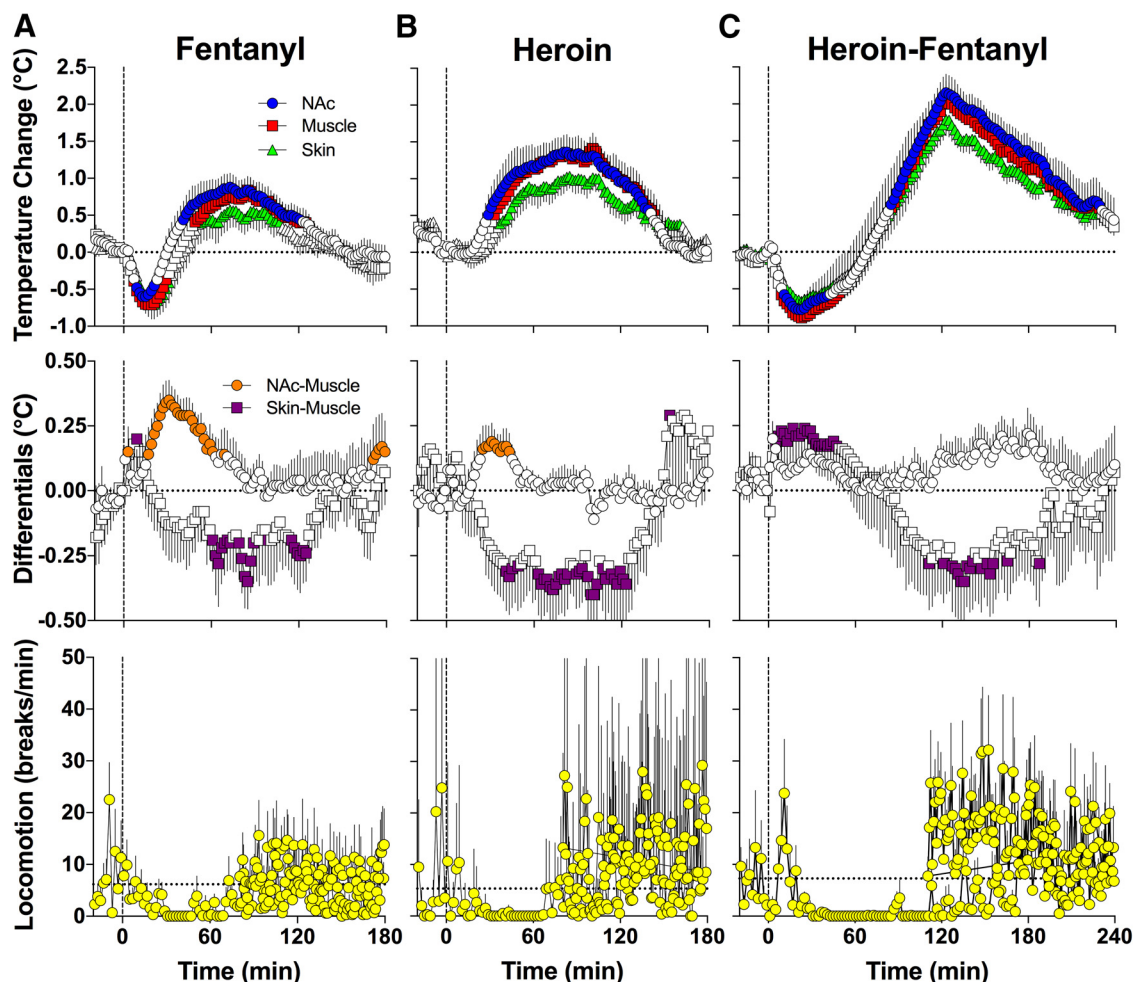 A
Fentanyl
B
Heroin
C
Heroin-Fentanyl
Temperature Change (°C)
2.5
2.0
1.5
1.0
0.5
0.0
-0.5
-1.0
NAc
Muscle
Skin
Differentials (°C)
0.50
0.25
0.00
-0.25
-0.50
NAc-Muscle
Skin-Muscle
Locomotion (breaks/min)
50
40
30
20
10
0
0 60 120 180
0 60 120 180
0 60 120 180 240
Time (min)
Time (min)
Time (min)